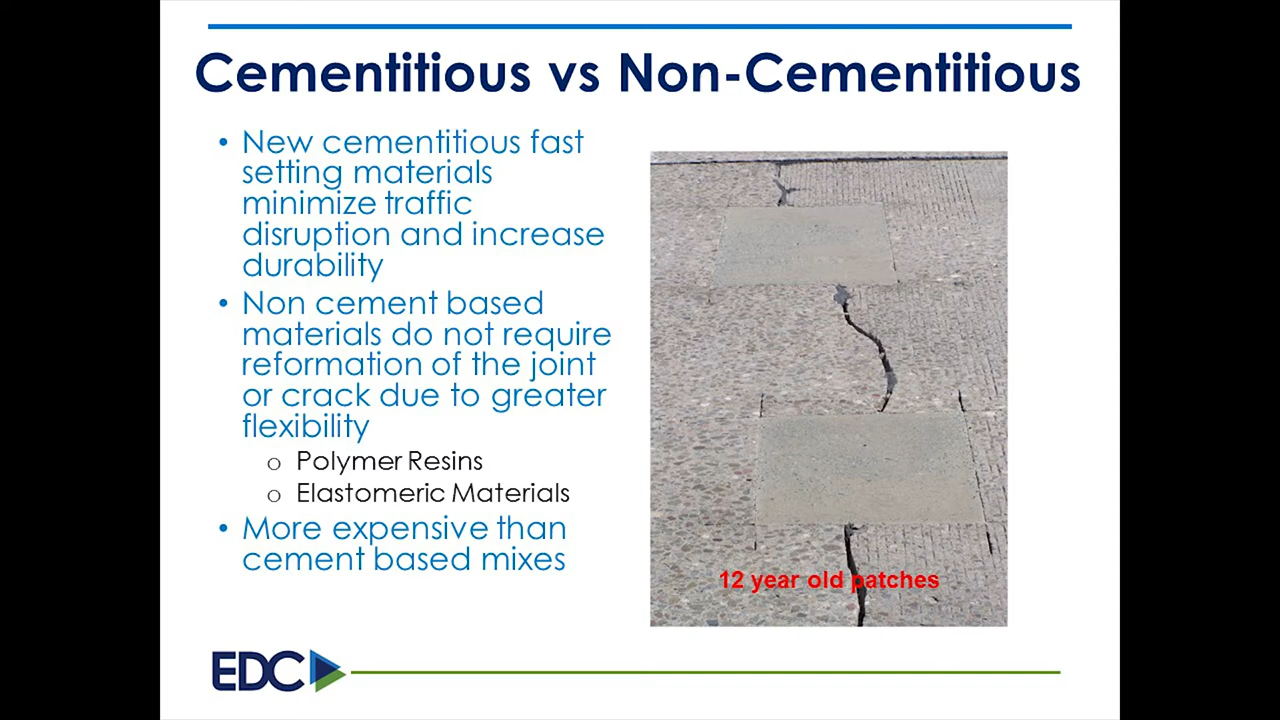 Cementitious vs Non-Cementitious
• New cementitious fast
setting materials
minimize traffic
disruption and increase
durability
• Non cement based
materials do not require
reformation of the joint
or crack due to greater
flexibility
o Polymer Resins
o Elastomeric Materials
• More expensive than
cement based mixes
12 year old patches
EDC